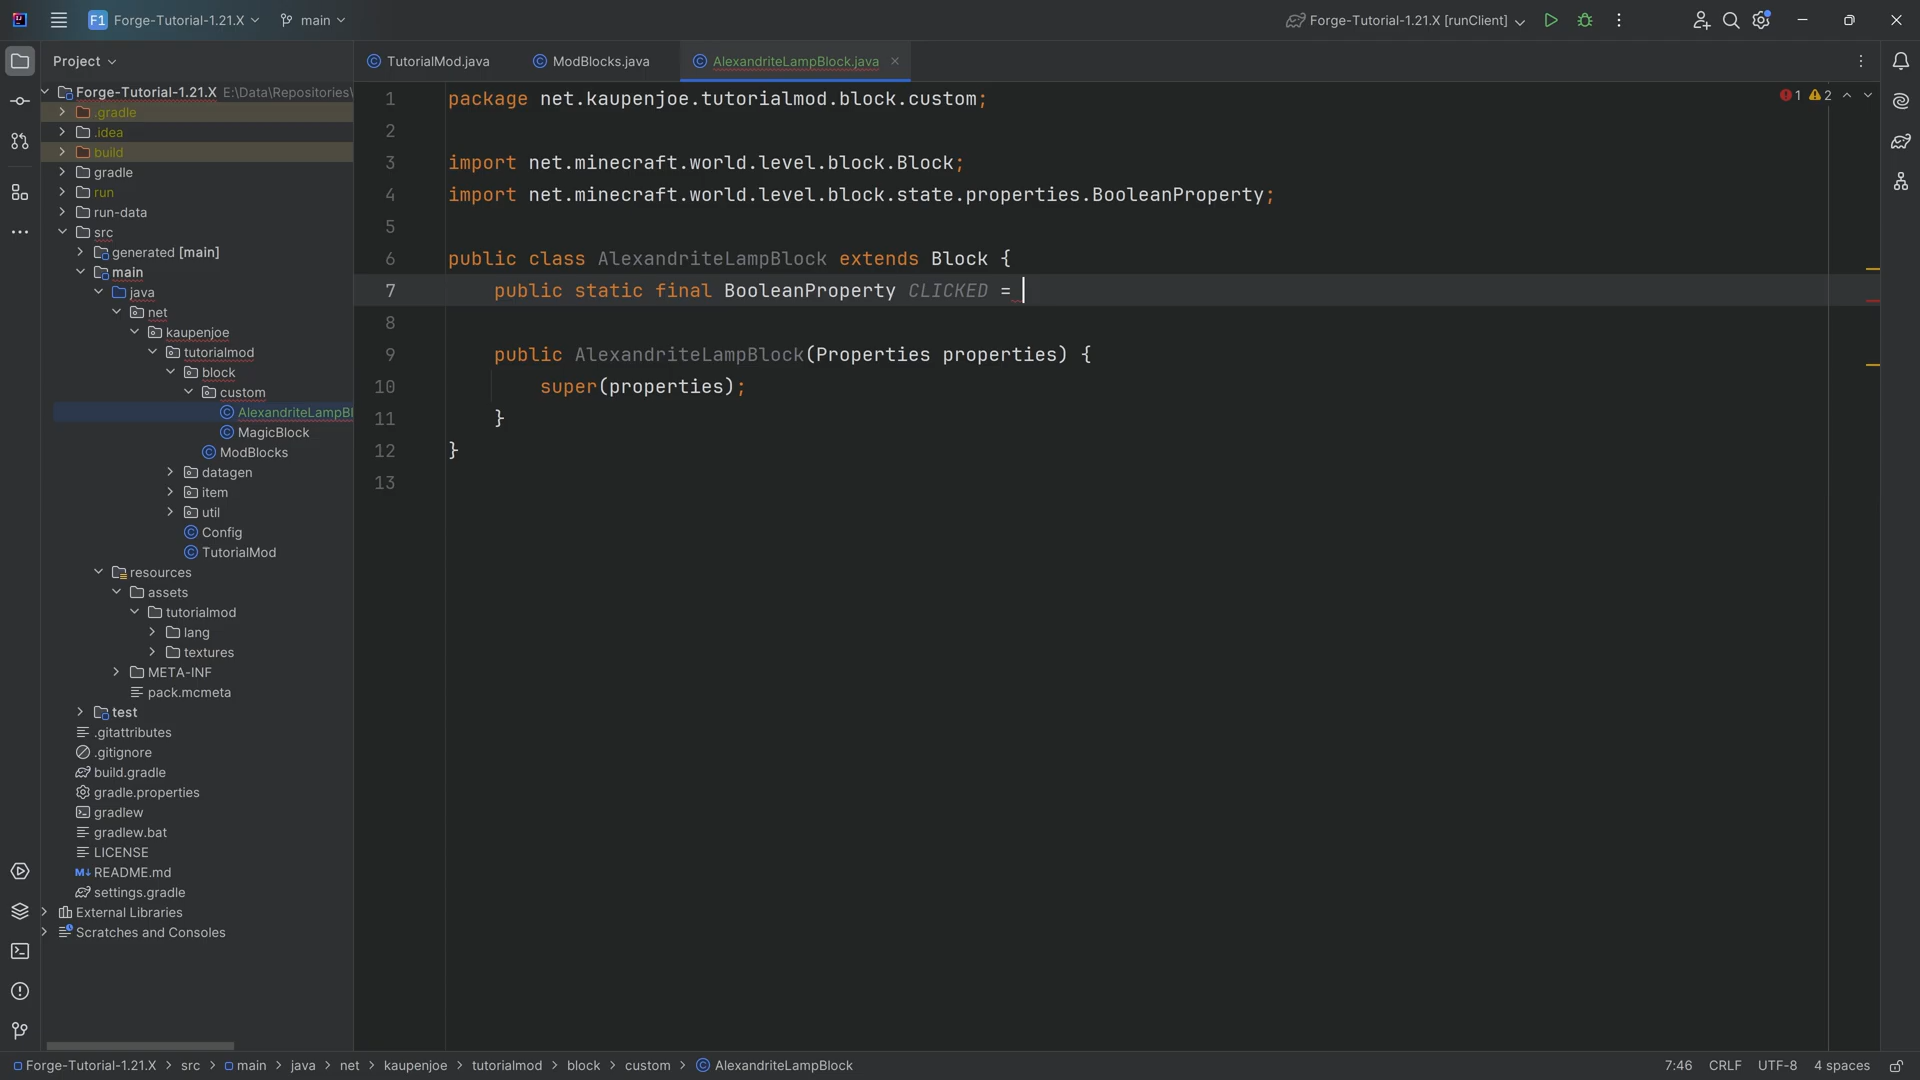 F1 Forge-Tutorial-1.21.X main Forge-Tutorial-1.21.X [runClient]
Project
TutorialMod.java ModBlocks.java AlexandriteLampBlock.java
Forge-Tutorial-1.21.X E:\Data\Repositories\
.gradle
.idea
build
gradle
run
run-data
src
generated [main]
main
java
net
kaupenjoe
tutorialmod
block
custom
AlexandriteLampBl
MagicBlock
ModBlocks
datagen
item
util
Config
TutorialMod
resources
assets
tutorialmod
lang
textures
META-INF
pack.mcmeta
test
.gitattributes
.gitignore
build.gradle
gradle.properties
gradlew
gradlew.bat
LICENSE
M↓ README.md
settings.gradle
External Libraries
Scratches and Consoles
1 package net.kaupenjoe.tutorialmod.block.custom;
1 2
2
3 import net.minecraft.world.level.block.Block;
4 import net.minecraft.world.level.block.state.properties.BooleanProperty;
5
6 public class AlexandriteLampBlock extends Block {
7 public static final BooleanProperty CLICKED =
8
9 public AlexandriteLampBlock(Properties properties) {
10 super(properties);
11 }
12 }
13
Forge-Tutorial-1.21.X > src > main > java > net > kaupenjoe > tutorialmod > block > custom > AlexandriteLampBlock 7:46 CRLF UTF-8 4 spaces